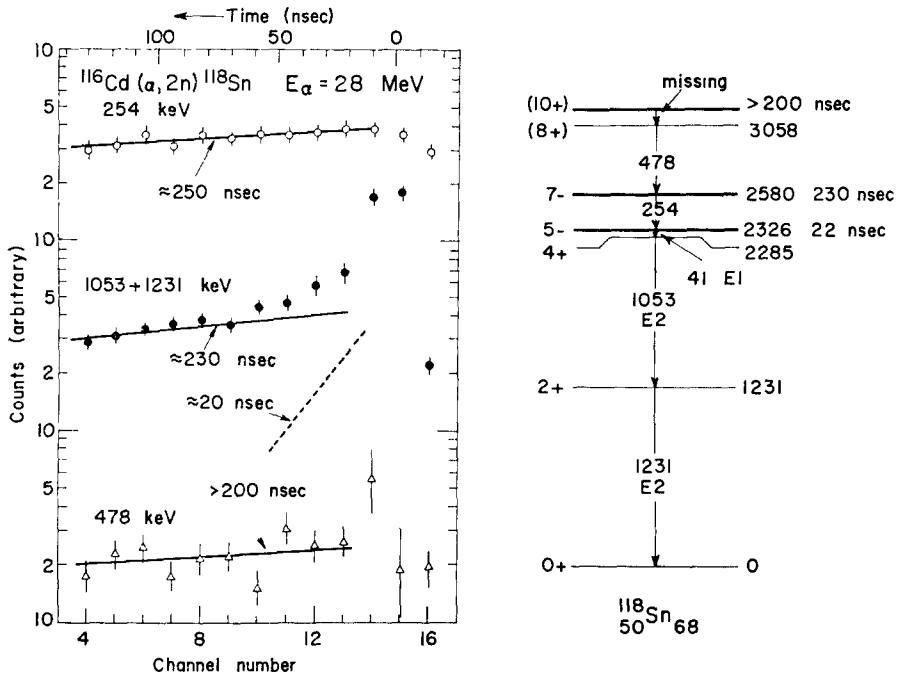 Time (nsec)
100 50 0
10
¹¹⁶Cd (α, 2n) ¹¹⁸Sn Eα = 28 MeV
254 keV
5
≈250 nsec
2
10
1053+1231 keV
5
≈230 nsec
2
≈20 nsec
10
>200 nsec
5
478 keV
2
10
4 8 12 16
Channel number
Counts (arbitrary)
missing
(10+) >200 nsec
(8+) 3058
478
7- 2580 230 nsec
254
5- 2326 22 nsec
4+ 2285
41 E1
1053
E2
2+ 1231
1231
E2
0+ 0
¹¹⁸₅₀Sn₆₈